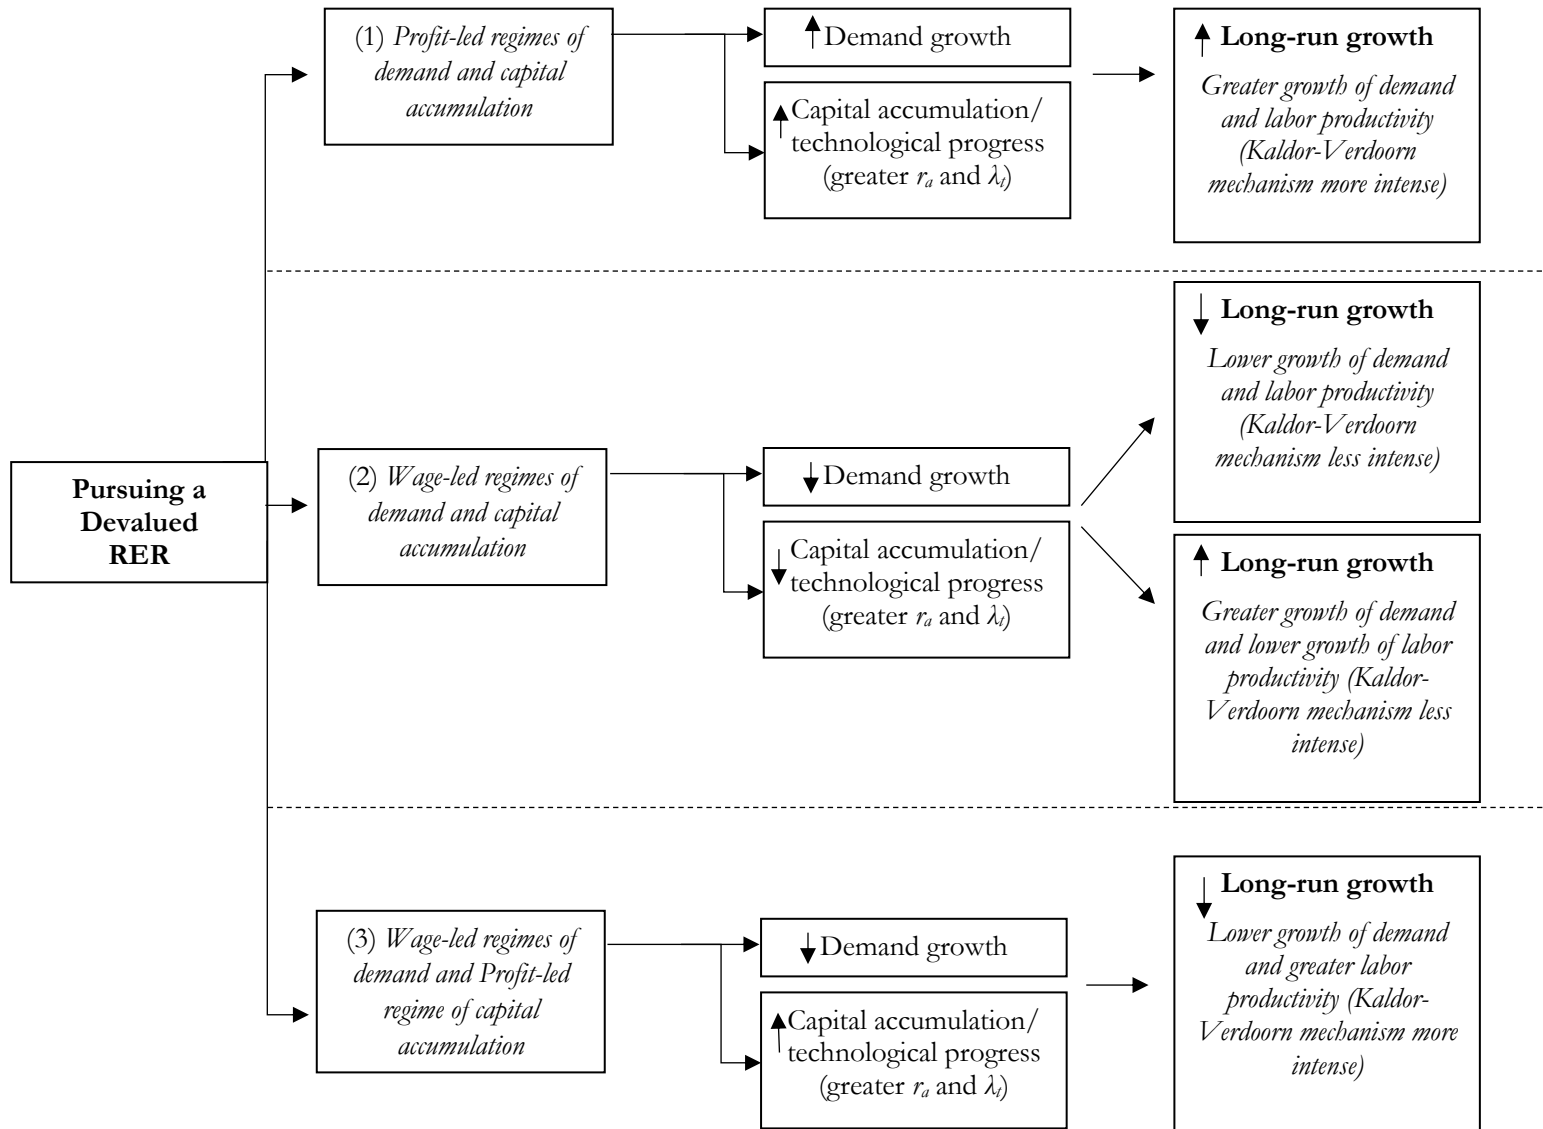 Pursuing a
Devalued
RER
(1) Profit-led regimes of
demand and capital
accumulation
Demand growth
Capital accumulation/
technological progress
(greater rₐ and λₜ)
Long-run growth
Greater growth of demand
and labor productivity
(Kaldor-Verdoorn
mechanism more intense)
(2) Wage-led regimes of
demand and capital
accumulation
Demand growth
Capital accumulation/
technological progress
(greater rₐ and λₜ)
Long-run growth
Lower growth of demand
and labor productivity
(Kaldor-Verdoorn
mechanism less intense)
Long-run growth
Greater growth of demand
and lower growth of labor
productivity (Kaldor-
Verdoorn mechanism less
intense)
(3) Wage-led regimes of
demand and Profit-led
regime of capital
accumulation
Demand growth
Capital accumulation/
technological progress
(greater rₐ and λₜ)
Long-run growth
Lower growth of demand
and greater labor
productivity (Kaldor-
Verdoorn mechanism more
intense)